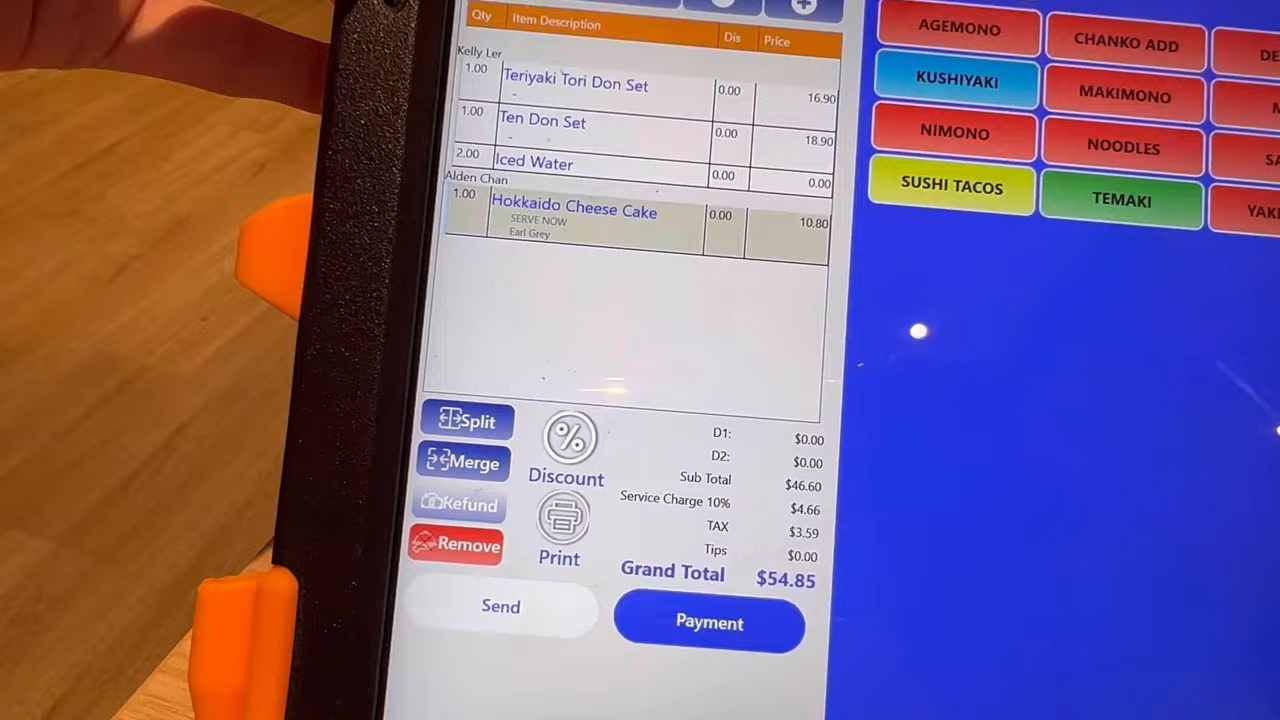 Qty Item Description Dis Price
Kelly Ler
1.00 Teriyaki Tori Don Set 0.00 16.90
-
1.00 Ten Don Set 0.00 18.90
-
2.00 Iced Water 0.00 0.00
Alden Chan
1.00 Hokkaido Cheese Cake 0.00 10.80
SERVE NOW
Earl Grey
Split
Merge
Refund
Remove
Discount
Print
D1: $0.00
D2: $0.00
Sub Total $46.60
Service Charge 10% $4.66
TAX $3.59
Tips $0.00
Grand Total $54.85
Send
Payment
AGEMONO CHANKO ADD DE
KUSHIYAKI MAKIMONO
NIMONO NOODLES SA
SUSHI TACOS TEMAKI YAK